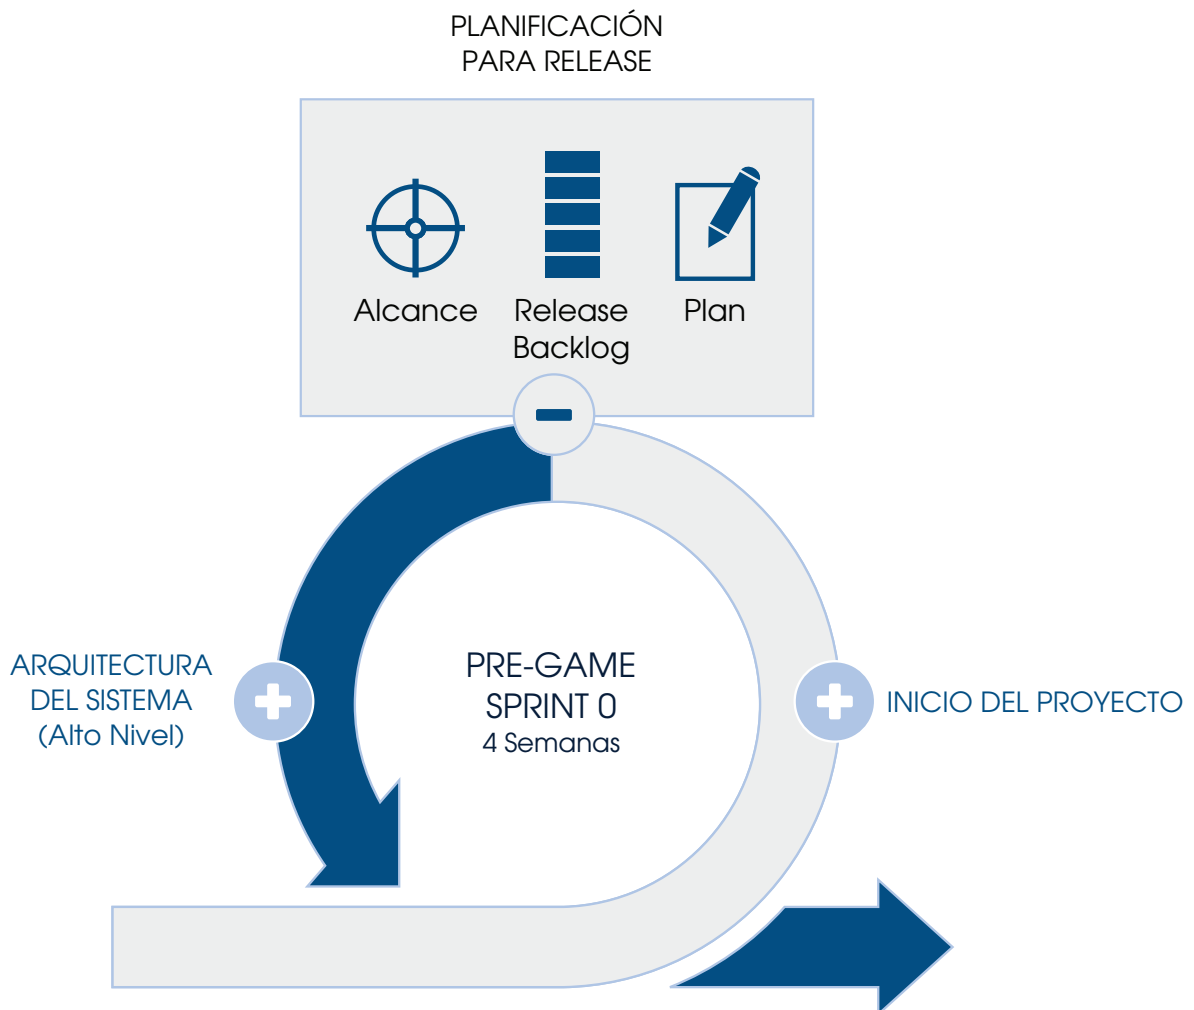 PLANIFICACIÓN
PARA RELEASE
Alcance
Release
Backlog
Plan
ARQUITECTURA
DEL SISTEMA
(Alto Nivel)
PRE-GAME
SPRINT 0
4 Semanas
INICIO DEL PROYECTO